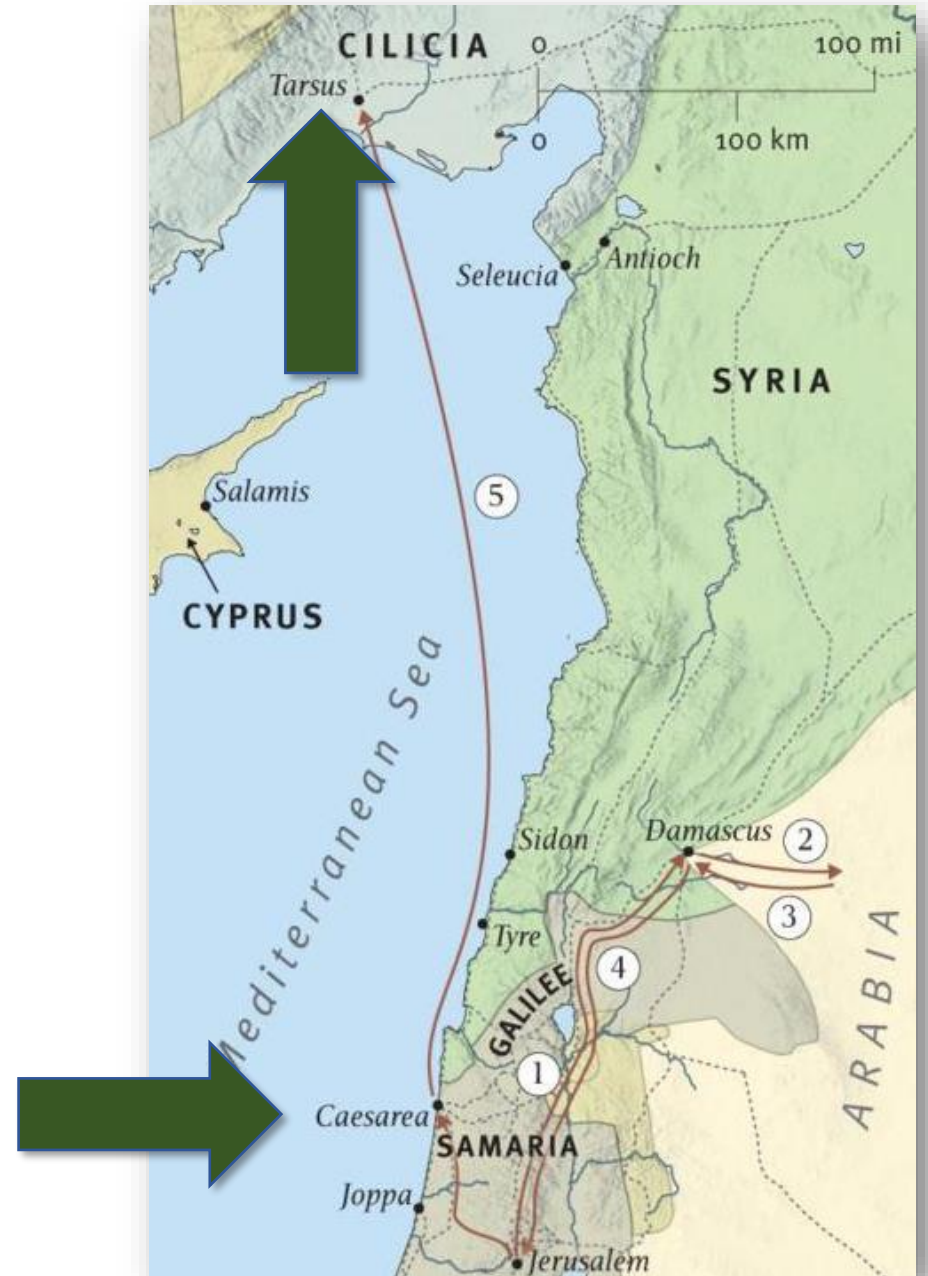 CILICIA
0
100 mi
Tarsus
0
100 km
Antioch
Seleucia
SYRIA
5
Salamis
CYPRUS
Mediterranean Sea
Sidon
Damascus
2
3
Tyre
4
GALILEE
ARABIA
1
Caesarea
SAMARIA
Joppa
Jerusalem